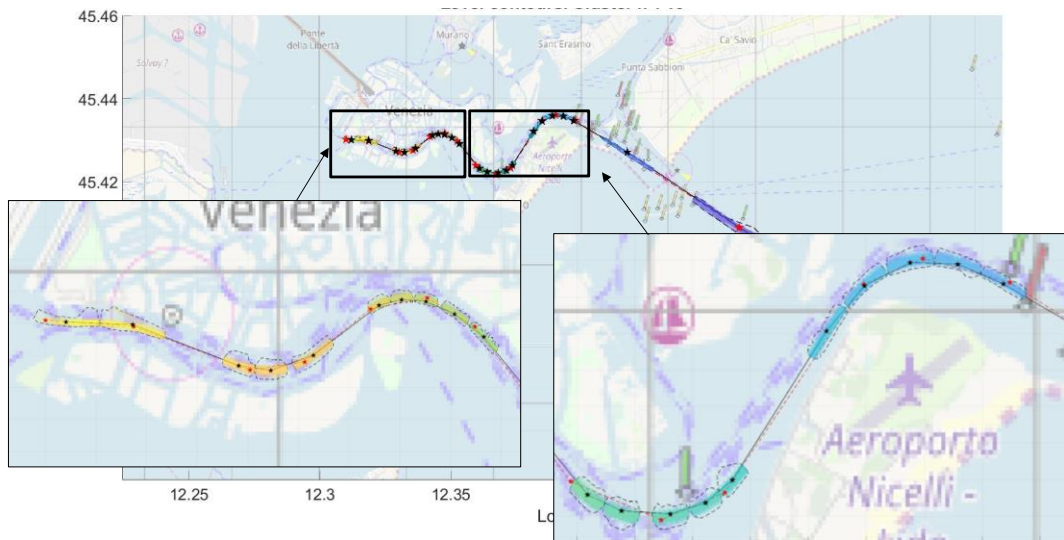 45.46
Ponte
della Libertà
Murano
Sant'Erasmo
Ca' Savio
Solvay 7
Punta Sabbioni
45.44
Venezia
Aeroporto
Nicelli
45.42
Venezia
Aeroporto
Nicelli -
12.25
12.3
12.35
Lo